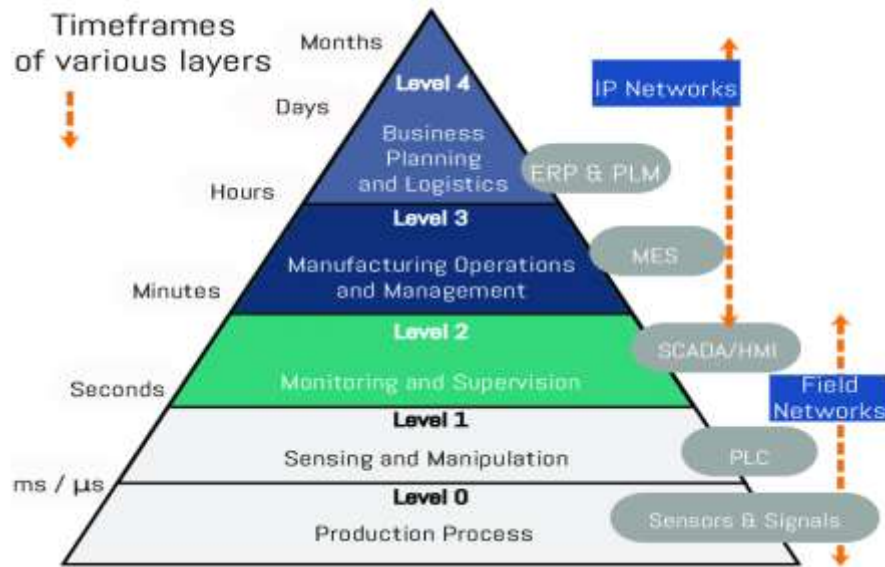 Timeframes
of various layers
Months
Days
Hours
Minutes
Seconds
ms / µs
Level 4
Business
Planning
and Logistics
Level 3
Manufacturing Operations
and Management
Level 2
Monitoring and Supervision
Level 1
Sensing and Manipulation
Level 0
Production Process
ERP & PLM
MES
SCADA/HMI
PLC
Sensors & Signals
IP Networks
Field
Networks